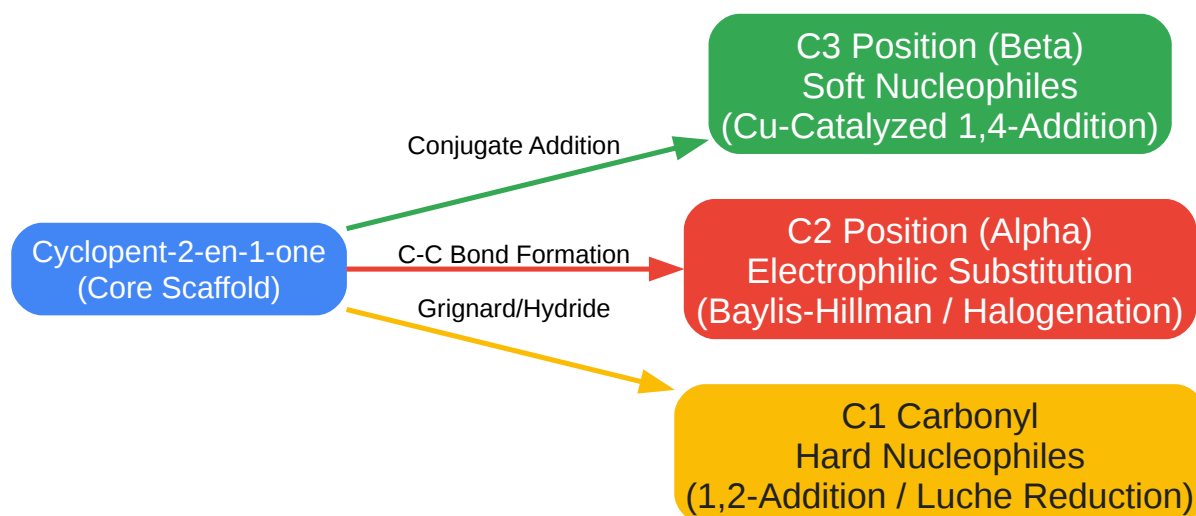 C3 Position (Beta)
Soft Nucleophiles
(Cu-Catalyzed 1,4-Addition)
Conjugate Addition
Cyclopent-2-en-1-one
(Core Scaffold)
C-C Bond Formation
C2 Position (Alpha)
Electrophilic Substitution
(Baylis-Hillman / Halogenation)
Grignard/Hydride
C1 Carbonyl
Hard Nucleophiles
(1,2-Addition / Luche Reduction)